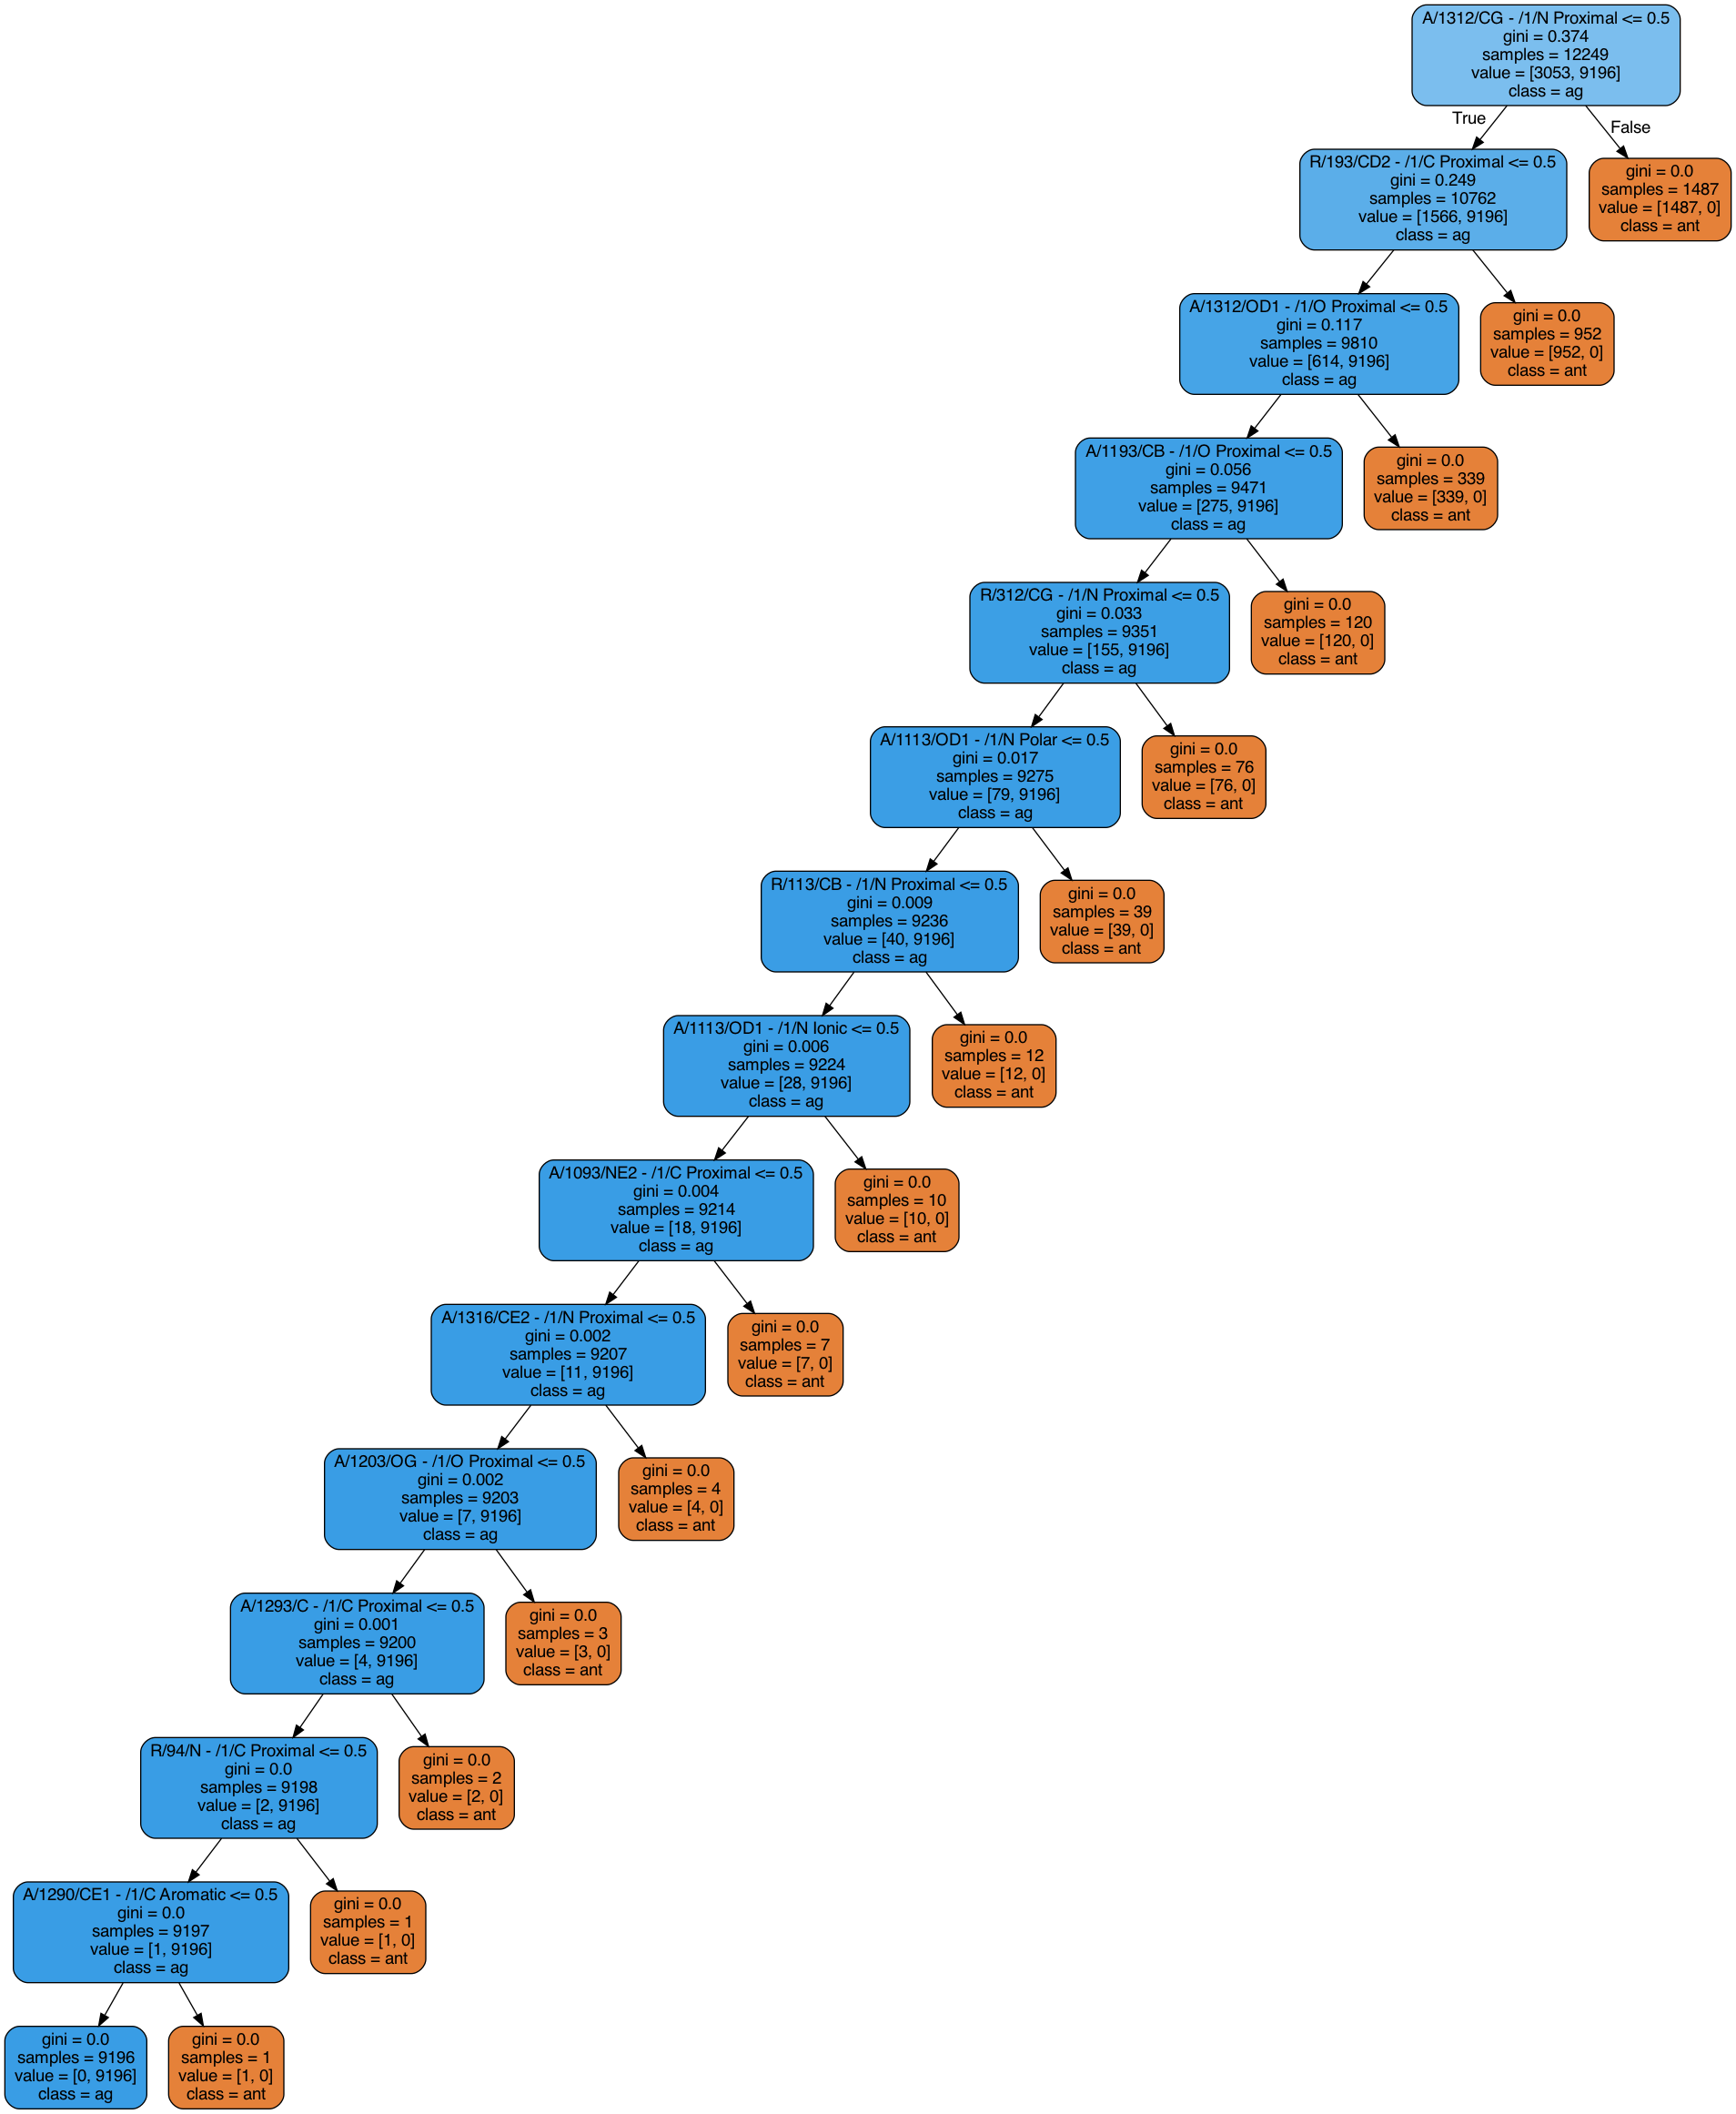 A/1312/CG - /1/N Proximal <= 0.5
gini = 0.374
samples = 12249
value = [3053, 9196]
class = ag
True
False
R/193/CD2 - /1/C Proximal <= 0.5
gini = 0.249
samples = 10762
value = [1566, 9196]
class = ag
gini = 0.0
samples = 1487
value = [1487, 0]
class = ant
A/1312/OD1 - /1/O Proximal <= 0.5
gini = 0.117
samples = 9810
value = [614, 9196]
class = ag
gini = 0.0
samples = 952
value = [952, 0]
class = ant
A/1193/CB - /1/O Proximal <= 0.5
gini = 0.056
samples = 9471
value = [275, 9196]
class = ag
gini = 0.0
samples = 339
value = [339, 0]
class = ant
R/312/CG - /1/N Proximal <= 0.5
gini = 0.033
samples = 9351
value = [155, 9196]
class = ag
gini = 0.0
samples = 120
value = [120, 0]
class = ant
A/1113/OD1 - /1/N Polar <= 0.5
gini = 0.017
samples = 9275
value = [79, 9196]
class = ag
gini = 0.0
samples = 76
value = [76, 0]
class = ant
R/113/CB - /1/N Proximal <= 0.5
gini = 0.009
samples = 9236
value = [40, 9196]
class = ag
gini = 0.0
samples = 39
value = [39, 0]
class = ant
A/1113/OD1 - /1/N Ionic <= 0.5
gini = 0.006
samples = 9224
value = [28, 9196]
class = ag
gini = 0.0
samples = 12
value = [12, 0]
class = ant
A/1093/NE2 - /1/C Proximal <= 0.5
gini = 0.004
samples = 9214
value = [18, 9196]
class = ag
gini = 0.0
samples = 10
value = [10, 0]
class = ant
A/1316/CE2 - /1/N Proximal <= 0.5
gini = 0.002
samples = 9207
value = [11, 9196]
class = ag
gini = 0.0
samples = 7
value = [7, 0]
class = ant
A/1203/OG - /1/O Proximal <= 0.5
gini = 0.002
samples = 9203
value = [7, 9196]
class = ag
gini = 0.0
samples = 4
value = [4, 0]
class = ant
A/1293/C - /1/C Proximal <= 0.5
gini = 0.001
samples = 9200
value = [4, 9196]
class = ag
gini = 0.0
samples = 3
value = [3, 0]
class = ant
R/94/N - /1/C Proximal <= 0.5
gini = 0.0
samples = 9198
value = [2, 9196]
class = ag
gini = 0.0
samples = 2
value = [2, 0]
class = ant
A/1290/CE1 - /1/C Aromatic <= 0.5
gini = 0.0
samples = 9197
value = [1, 9196]
class = ag
gini = 0.0
samples = 1
value = [1, 0]
class = ant
gini = 0.0
samples = 9196
value = [0, 9196]
class = ag
gini = 0.0
samples = 1
value = [1, 0]
class = ant